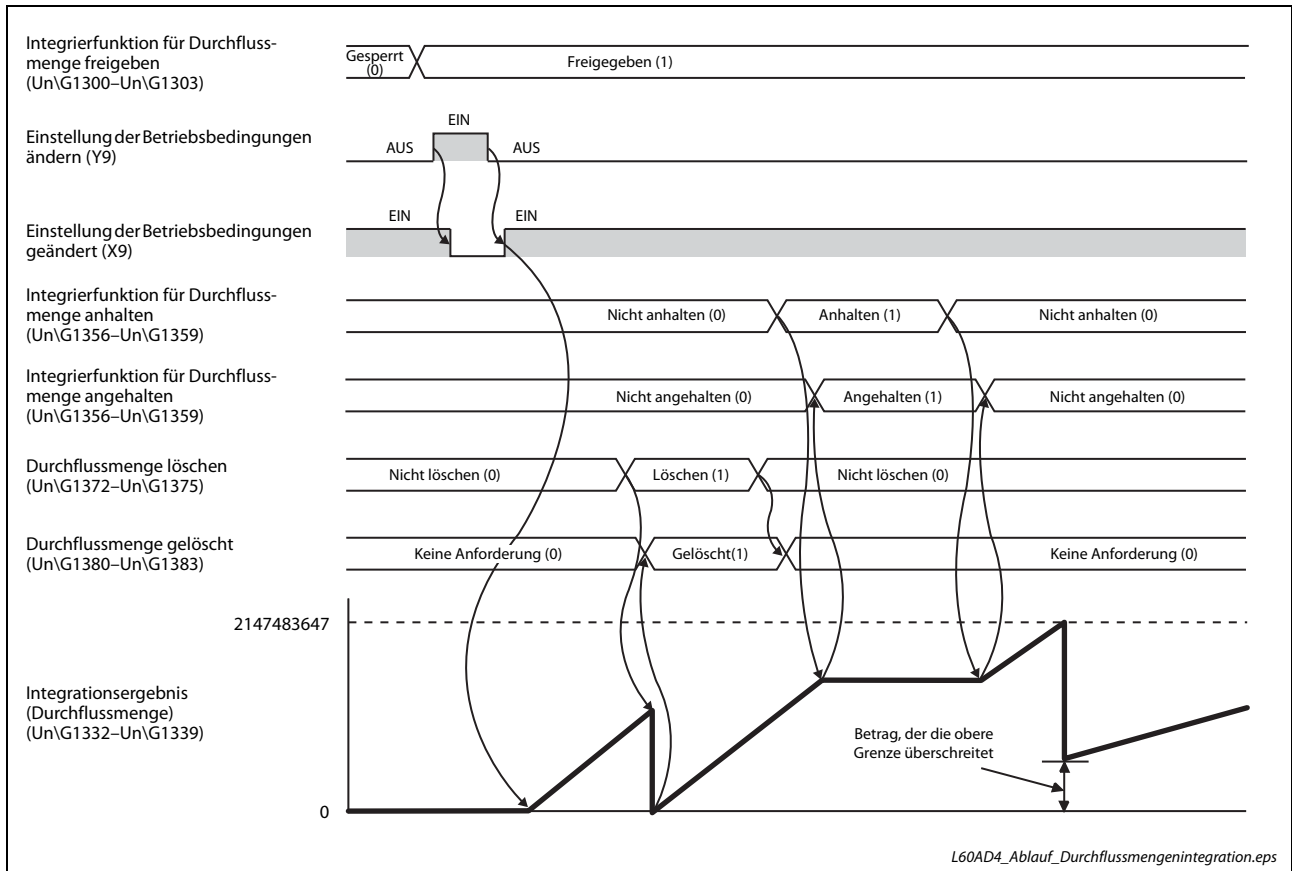 Integrierfunktion für Durchfluss-
menge freigeben
(Un\G1300–Un\G1303)
Gesperrt
(0)
Freigegeben (1)
Einstellung der Betriebsbedingungen
ändern (Y9)
AUS
EIN
AUS
Einstellung der Betriebsbedingungen
geändert (X9)
EIN
EIN
Integrierfunktion für Durchfluss-
menge anhalten
(Un\G1356–Un\G1359)
Nicht anhalten (0)
Anhalten (1)
Nicht anhalten (0)
Integrierfunktion für Durchfluss-
menge angehalten
(Un\G1356–Un\G1359)
Nicht angehalten (0)
Angehalten (1)
Nicht angehalten (0)
Durchflussmenge löschen
(Un\G1372–Un\G1375)
Nicht löschen (0)
Löschen (1)
Nicht löschen (0)
Durchflussmenge gelöscht
(Un\G1380–Un\G1383)
Keine Anforderung (0)
Gelöscht(1)
Keine Anforderung (0)
2147483647
Integrationsergebnis
(Durchflussmenge)
(Un\G1332–Un\G1339)
Betrag, der die obere
Grenze überschreitet
0
L60AD4_Ablauf_Durchflussmengenintegration.eps